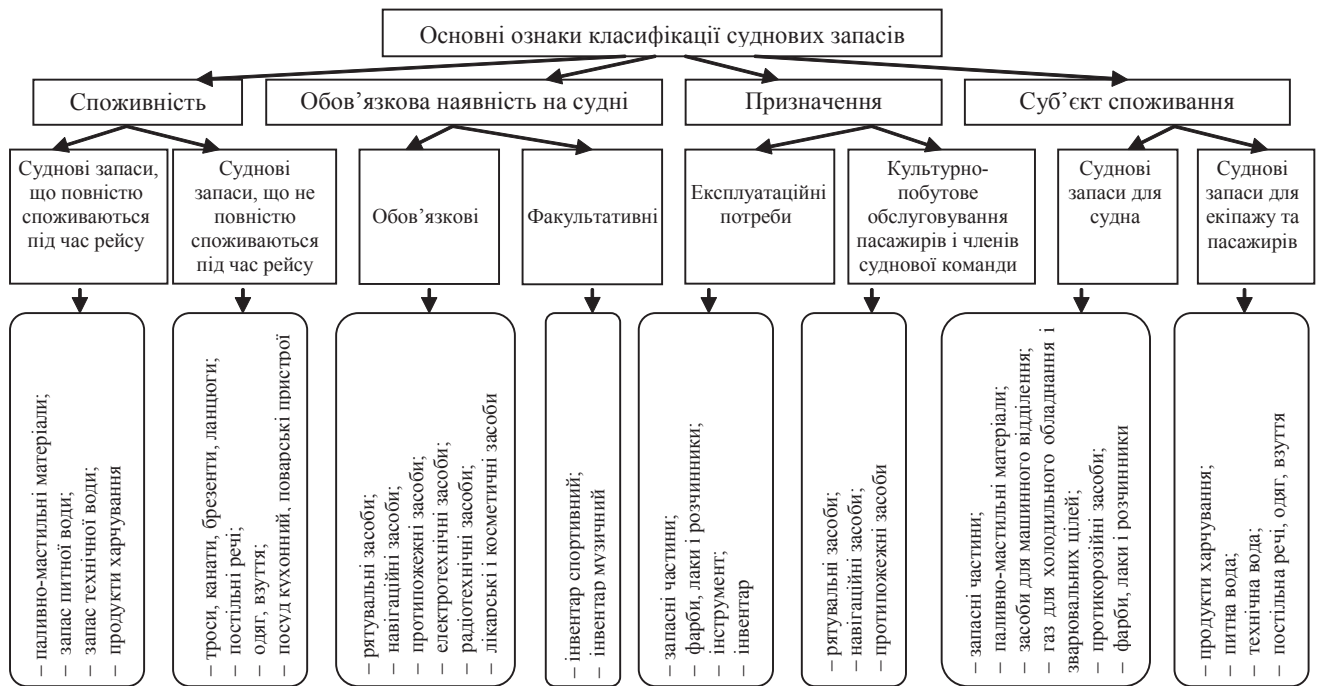 Основні ознаки класифікації суднових запасів
Споживність
Обов’язкова наявність на судні
Призначення
Суб’єкт споживання
Суднові запаси,
що повністю
споживаються
під час рейсу
Суднові
запаси, що не
повністю
споживаються
під час рейсу
Обов’язкові
Факультативні
Експлуатаційні
потреби
Культурно-
побутове
обслуговування
пасажирів і членів
суднової команди
Суднові
запаси для
судна
Суднові
запаси для
екіпажу та
пасажирів
– паливно-мастильні матеріали;
– запас питної води;
– запас технічної води;
– продукти харчування
– троси, канати, брезенти, ланцюги;
– постільні речі;
– одяг, взуття;
– посуд кухонний, поварські пристрої
– рятувальні засоби;
– навігаційні засоби;
– протипожежні засоби;
– електротехнічні засоби;
– радіотехнічні засоби;
– лікарські і косметичні засоби
– інвентар спортивний;
– інвентар музичний
– запасні частини;
– фарби, лаки і розчинники;
– інструмент;
– інвентар
– рятувальні засоби;
– навігаційні засоби;
– протипожежні засоби
– запасні частини;
– паливно-мастильні матеріали;
– засоби для машинного відділення;
– газ для холодильного обладнання і
зварювальних цілей;
– протикорозійні засоби;
– фарби, лаки і розчинники
– продукти харчування;
– питна вода;
– технічна вода;
– постільна речі, одяг, взуття